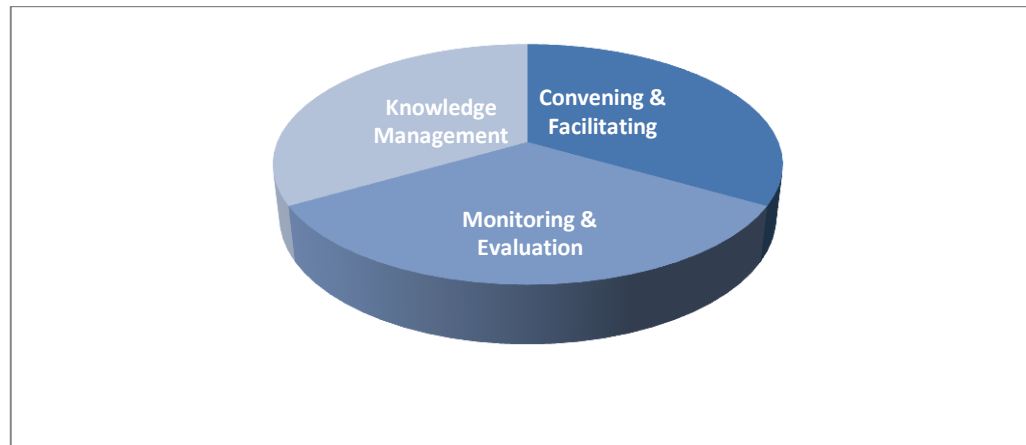 Knowledge
Management
Convening &
Facilitating
Monitoring &
Evaluation